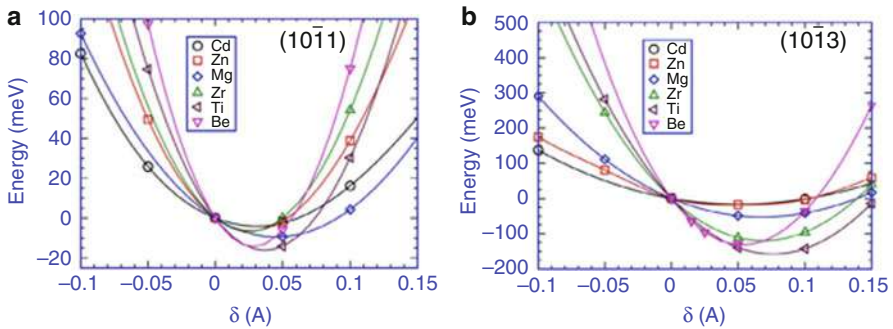 a
100
80
60
40
20
0
−20
Energy (meV)
Cd
Zn
Mg
Zr
Ti
Be
(101̄1)
−0.1
−0.05
0
0.05
0.1
0.15
δ (A)
b
500
400
300
200
100
0
−100
−200
Energy (meV)
Cd
Zn
Mg
Zr
Ti
Be
(101̄3)
−0.1
−0.05
0
0.05
0.1
0.15
δ (A)